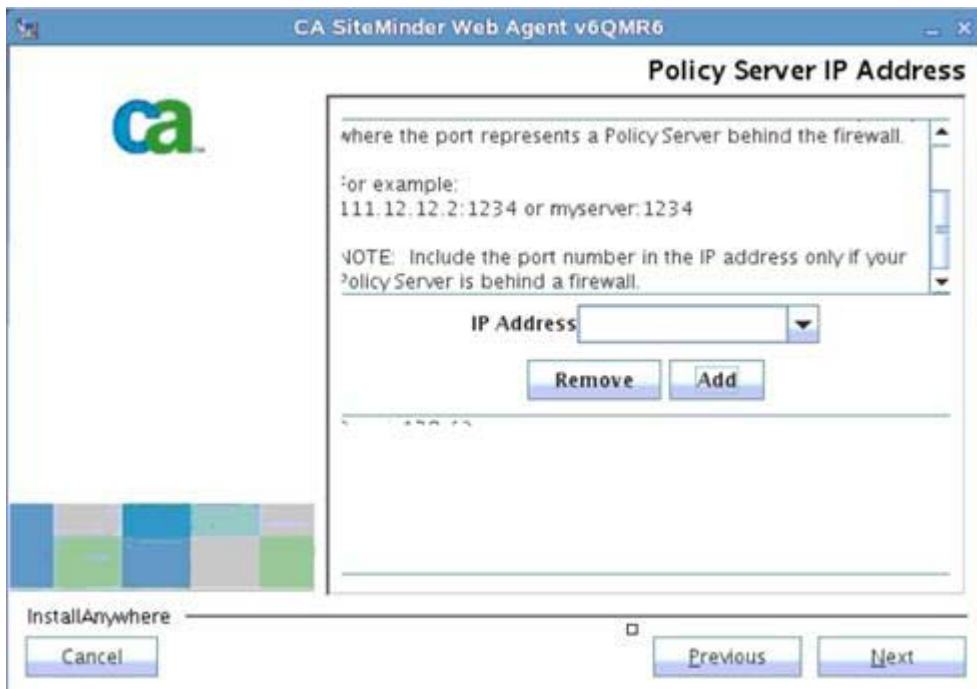 CA SiteMinder Web Agent v6QMR6
Policy Server IP Address
ca
where the port represents a Policy Server behind the firewall.
For example:
111.12.12.2:1234 or myserver:1234
NOTE: Include the port number in the IP address only if your
Policy Server is behind a firewall.
IP Address
Remove
Add
InstallAnywhere
Cancel
Previous
Next